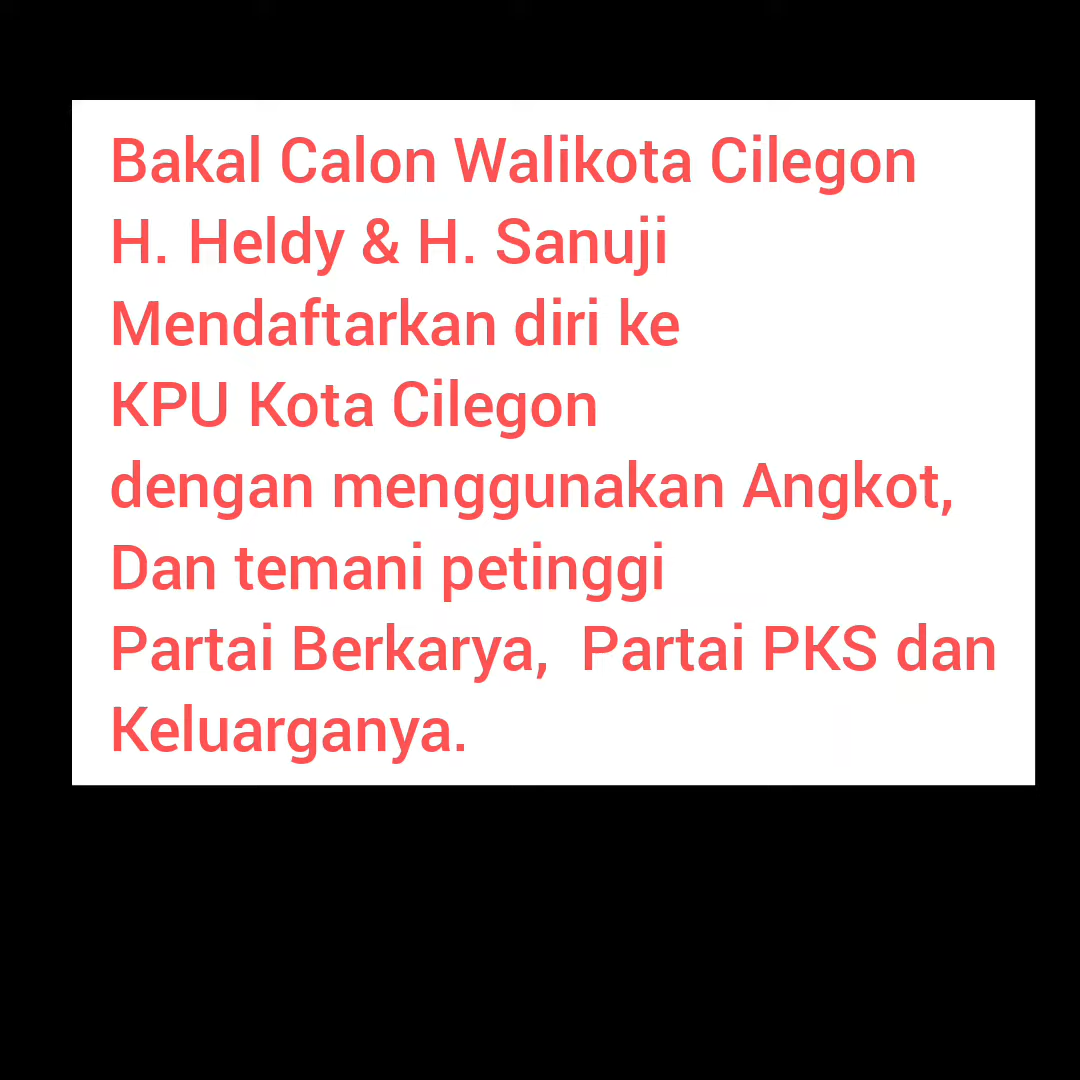 Bakal Calon Walikota Cilegon
H. Heldy & H. Sanuji
Mendaftarkan diri ke
KPU Kota Cilegon
dengan menggunakan Angkot,
Dan temani petinggi
Partai Berkarya,  Partai PKS dan
Keluarganya.